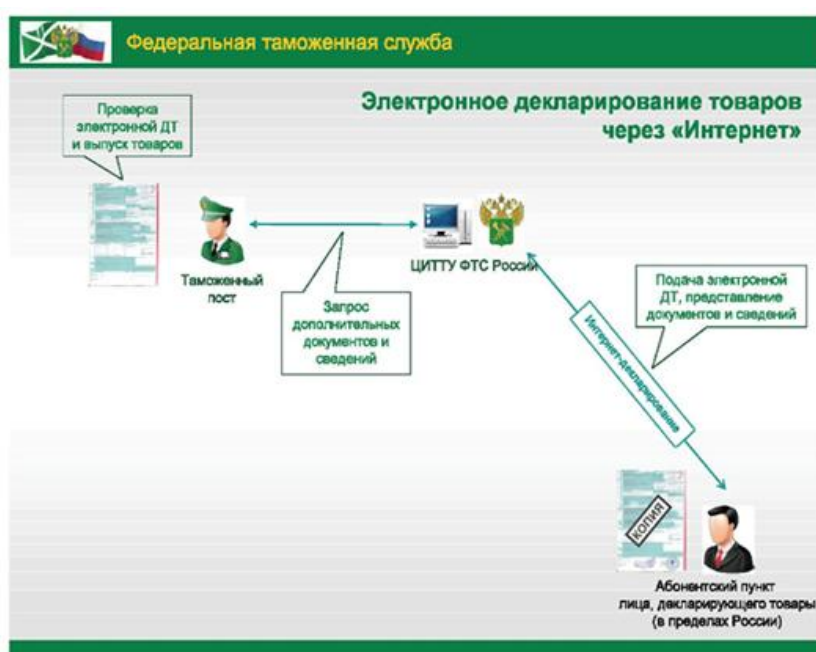 Федеральная таможенная служба
Электронное декларирование товаров
через «Интернет»
Проверка
электронной ДТ
и выпуск товаров
Таможенный
пост
ЦИТТУ ФТС России
Запрос
дополнительных
документов и
сведений
Подача электронной
ДТ, представление
документов и сведений
Интернет-декларирование
КОПИЯ
Абонентский пункт
лица, декларирующего товары
(в пределах России)